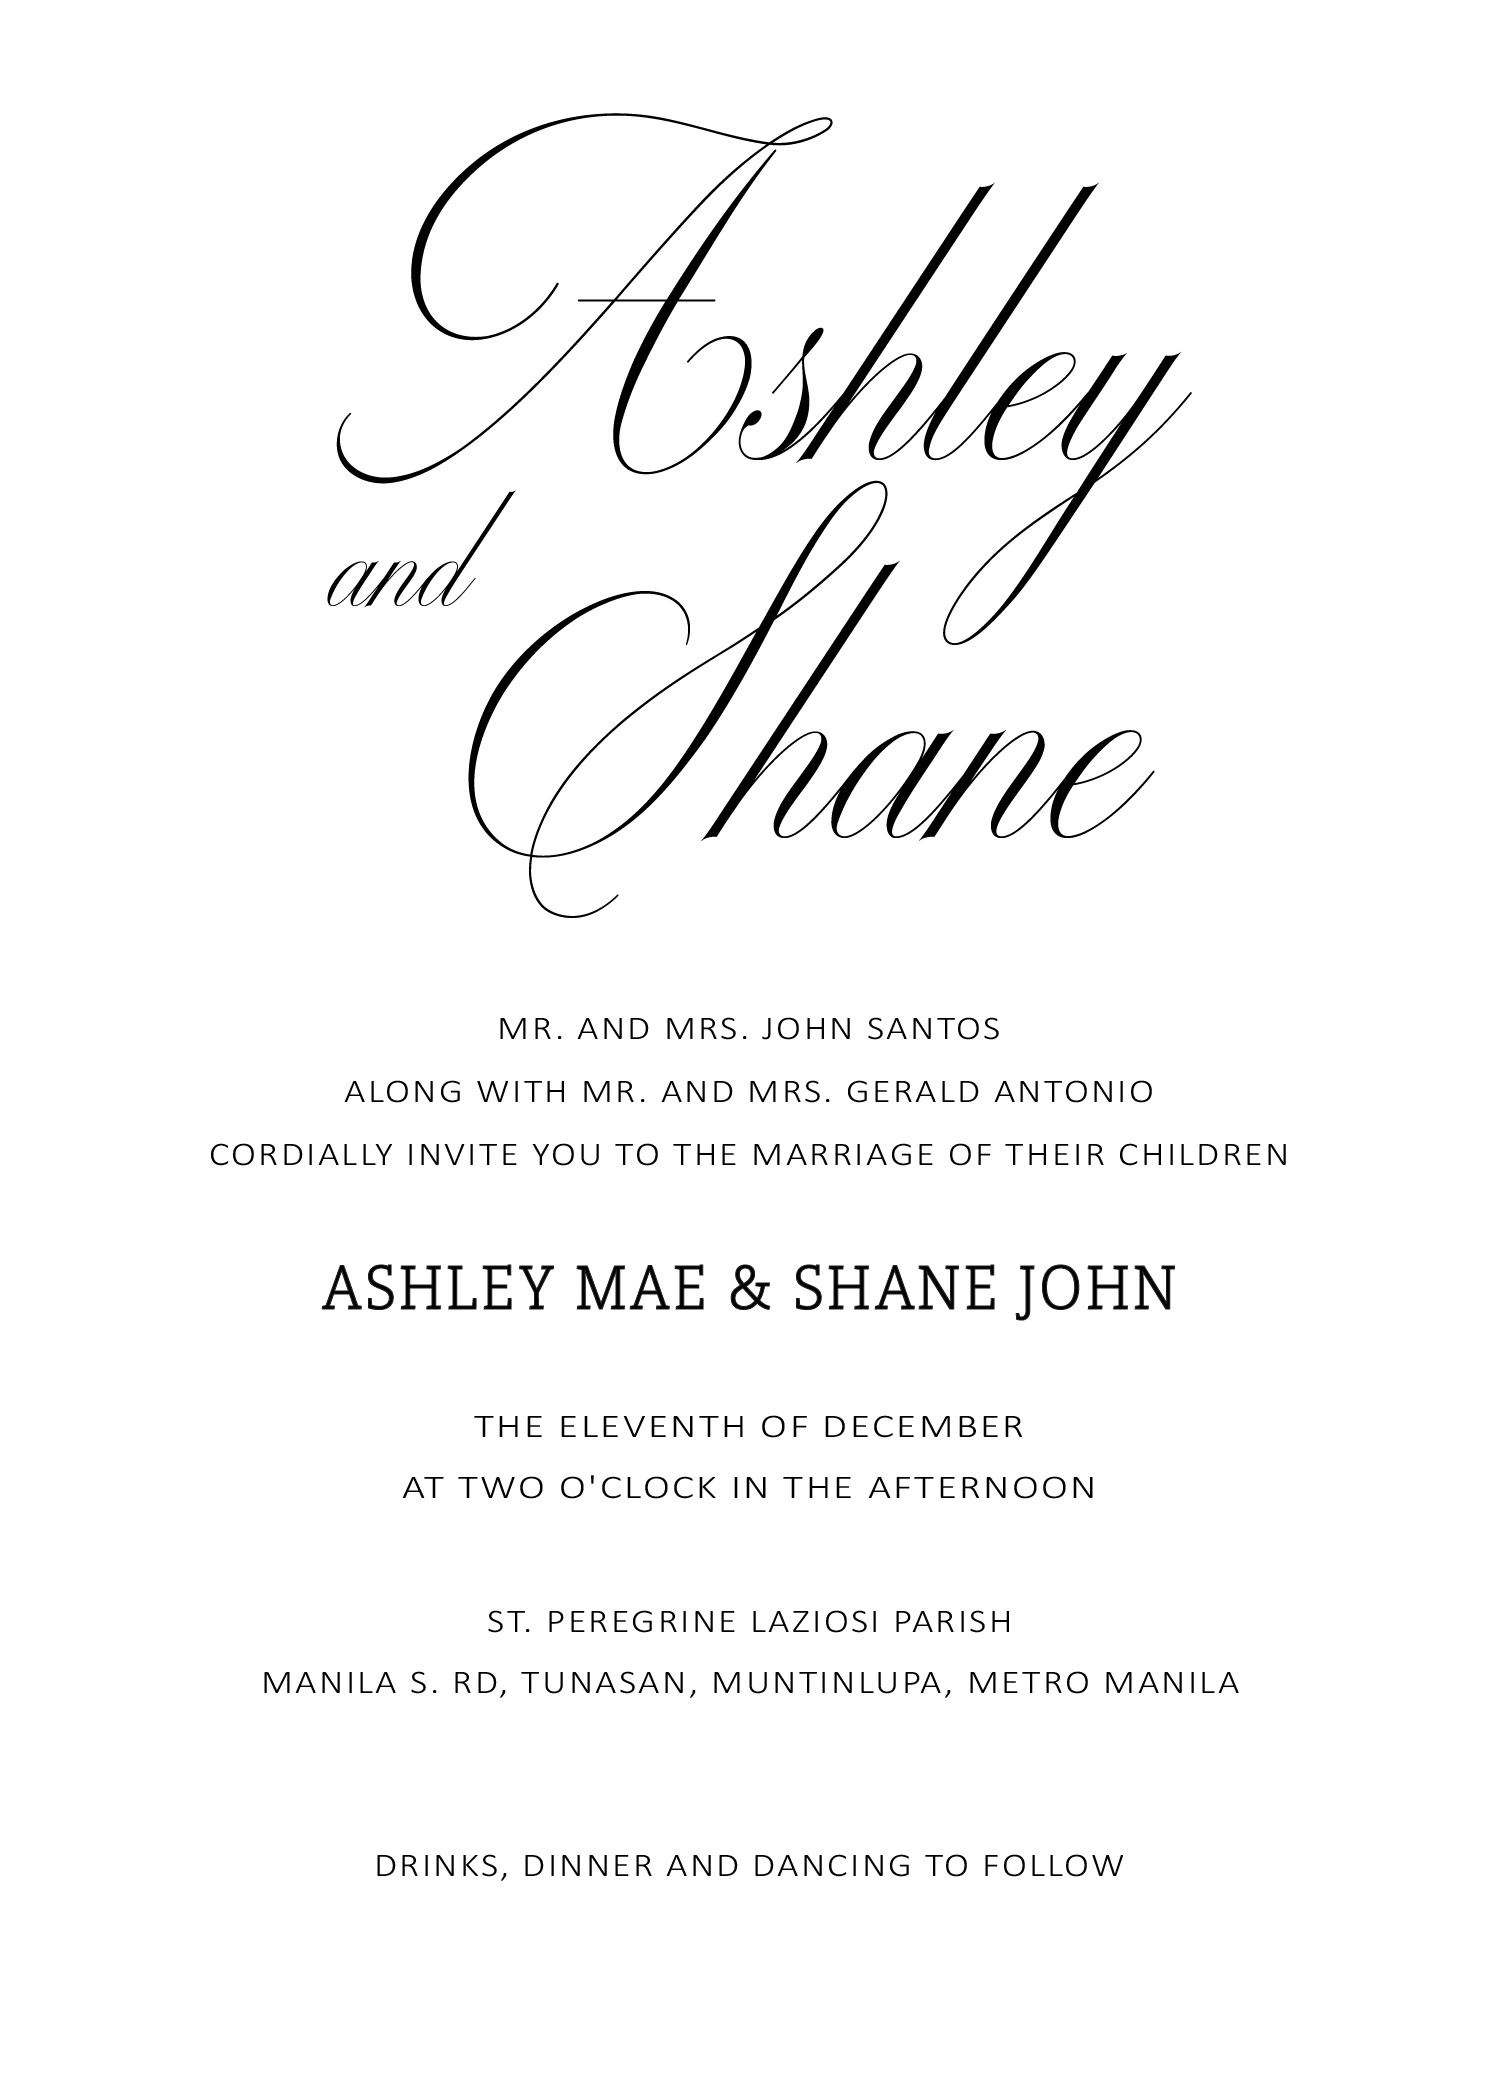 Ashley
and
Shane
MR. AND MRS. JOHN SANTOS
ALONG WITH MR. AND MRS. GERALD ANTONIO
CORDIALLY INVITE YOU TO THE MARRIAGE OF THEIR CHILDREN
ASHLEY MAE & SHANE JOHN
THE ELEVENTH OF DECEMBER
AT TWO O'CLOCK IN THE AFTERNOON
ST. PEREGRINE LAZIOSI PARISH
MANILA S. RD, TUNASAN, MUNTINLUPA, METRO MANILA
DRINKS, DINNER AND DANCING TO FOLLOW